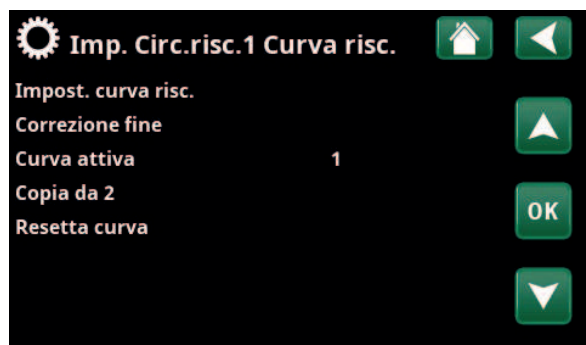 Imp. Circ.risc.1 Curva risc.
Impost. curva risc.
Correzione fine
Curva attiva 1
Copia da 2
Resetta curva
OK